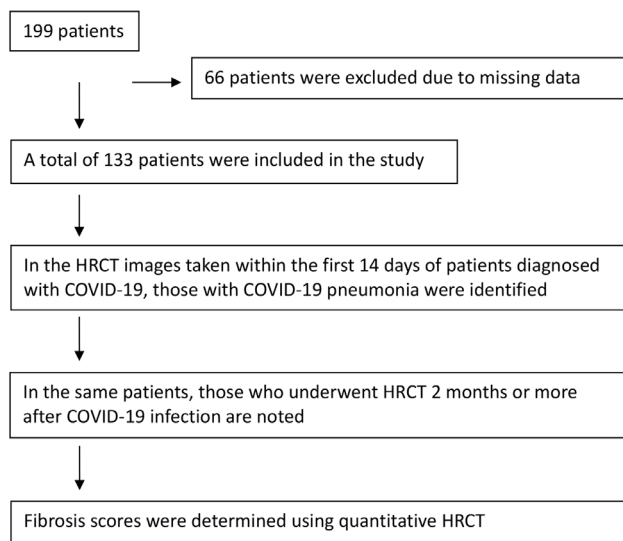 199 patients
66 patients were excluded due to missing data
A total of 133 patients were included in the study
In the HRCT images taken within the first 14 days of patients diagnosed
with COVID-19, those with COVID-19 pneumonia were identified
In the same patients, those who underwent HRCT 2 months or more
after COVID-19 infection are noted
Fibrosis scores were determined using quantitative HRCT